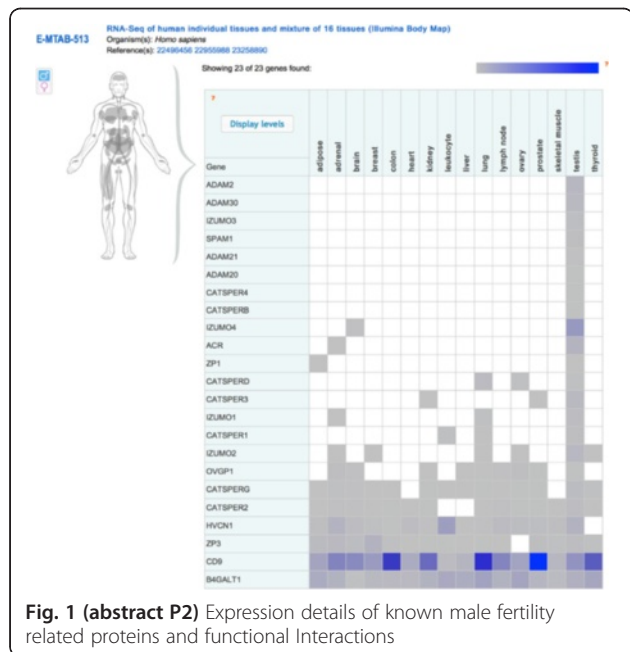 E-MTAB-513
RNA-Seq of human individual tissues and mixture of 16 tissues (Illumina Body Map)
Organism(s): Homo sapiens
Reference(s): 22496456 22955988 23258890
Showing 23 of 23 genes found:
?
?
Display levels
Gene
adipose
adrenal
brain
breast
colon
heart
kidney
leukocyte
liver
lung
lymph node
ovary
prostate
skeletal muscle
testis
thyroid
ADAM2
ADAM30
IZUMO3
SPAM1
ADAM21
ADAM20
CATSPER4
CATSPERB
IZUMO4
ACR
ZP1
CATSPERD
CATSPER3
IZUMO1
CATSPER1
IZUMO2
OVGP1
CATSPERG
CATSPER2
HVCN1
ZP3
CD9
B4GALT1
Fig. 1 (abstract P2) Expression details of known male fertility
related proteins and functional Interactions